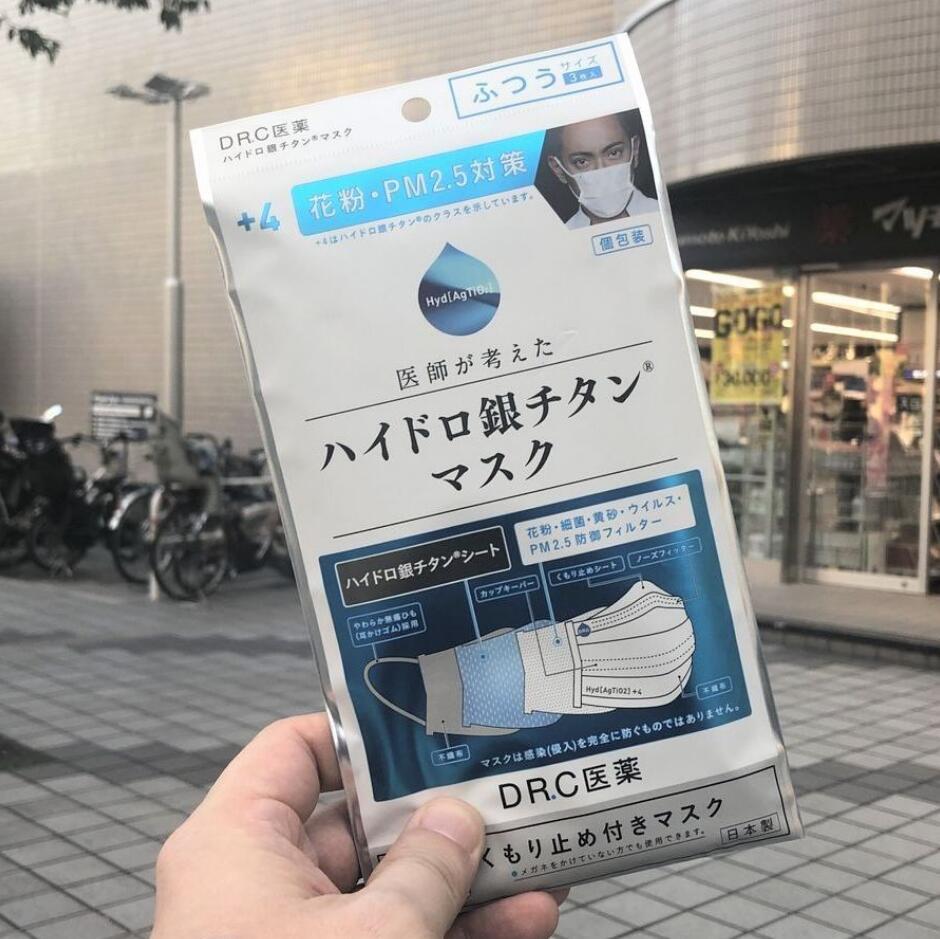 DR.C医薬
ハイドロ銀チタン®マスク
ふつう サイズ
3枚入
+4
花粉・PM2.5対策
+4はハイドロ銀チタン®のクラスを示しています。
個包装
Hyd[AgTiO2]
医師が考えた
ハイドロ銀チタン®
マスク
ハイドロ銀チタン®シート
花粉・細菌・黄砂・ウイルス・
PM2.5防御フィルター
カップキーパー
くもり止めシート
ノーズフィッター
やわらか無痛ひも
(耳かけゴム)採用
Hyd[AgTiO2]+4
不織布
不織布
マスクは感染(侵入)を完全に防ぐものではありません。
DR.C医薬
くもり止め付きマスク
●メガネをかけていない方でも使用できます。
日本製
KiYoshi
マツ
GOGO